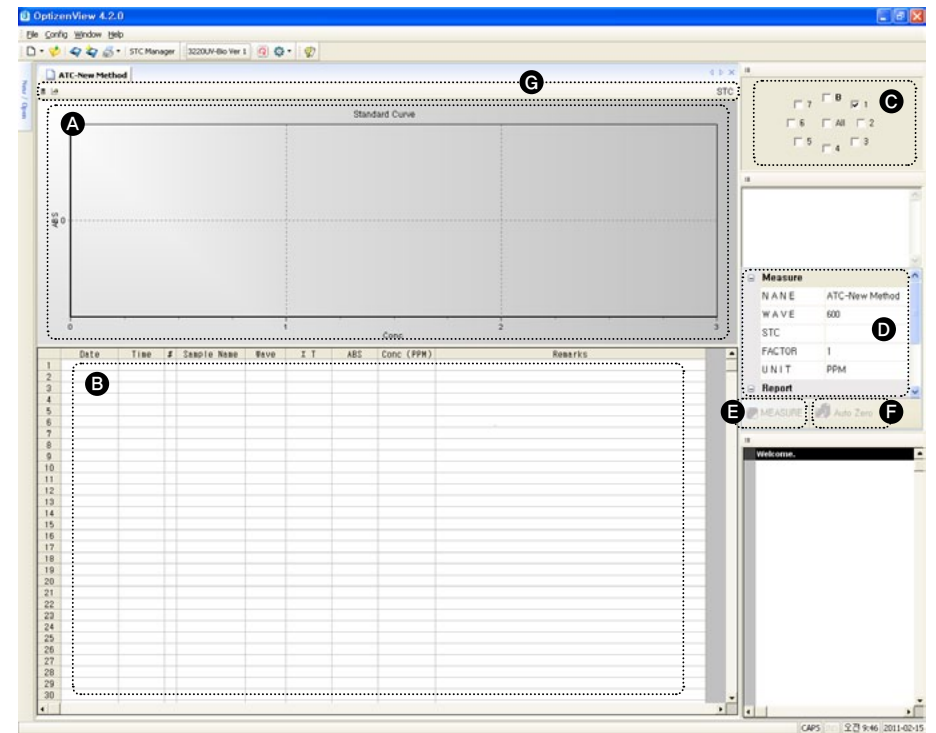 OptizenView 4.2.0
File Config Window Help
STC Manager 3220UV-Bio Ver 1
New / Open
ATC-New Method
G
STC
A
Standard Curve
ABS
0
0 1 2 3
Conc
C
7 B 1
6 All 2
5 4 3
Date Time # Sample Name Wave I T ABS Conc (PPM) Remarks
B
1
2
3
4
5
6
7
8
9
10
11
12
13
14
15
16
17
18
19
20
21
22
23
24
25
26
27
28
29
30
Measure
NANE ATC-New Method
WAVE 600
D
STC
FACTOR 1
UNIT PPM
Report
E MEASURE Auto Zero F
Welcome.
CAPS 오전 9:46 2011-02-15